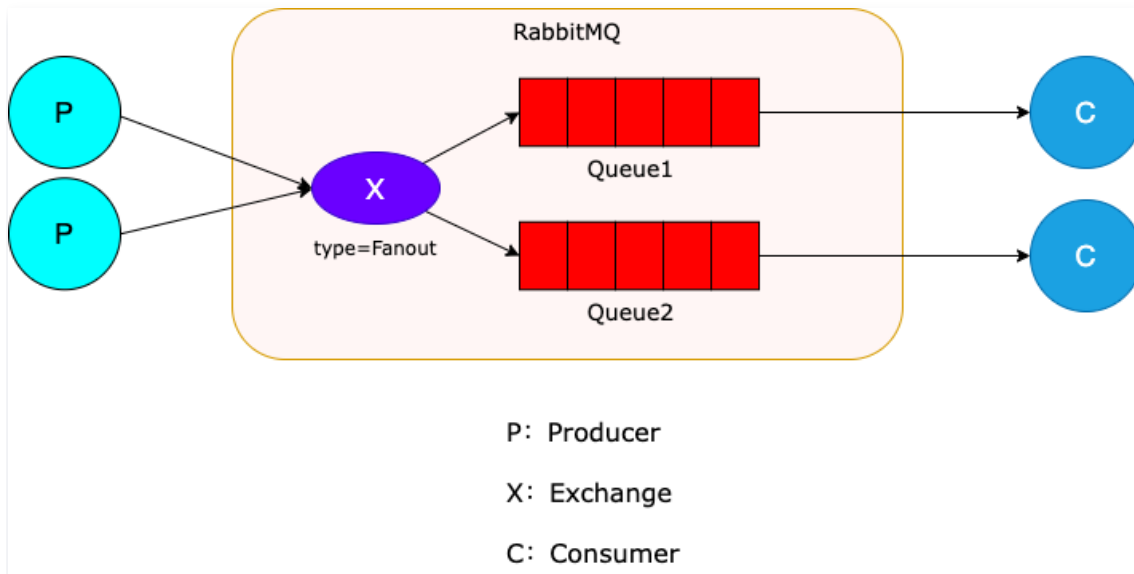 RabbitMQ
P
P
X
type=Fanout
Queue1
Queue2
C
C
P：Producer
X：Exchange
C：Consumer